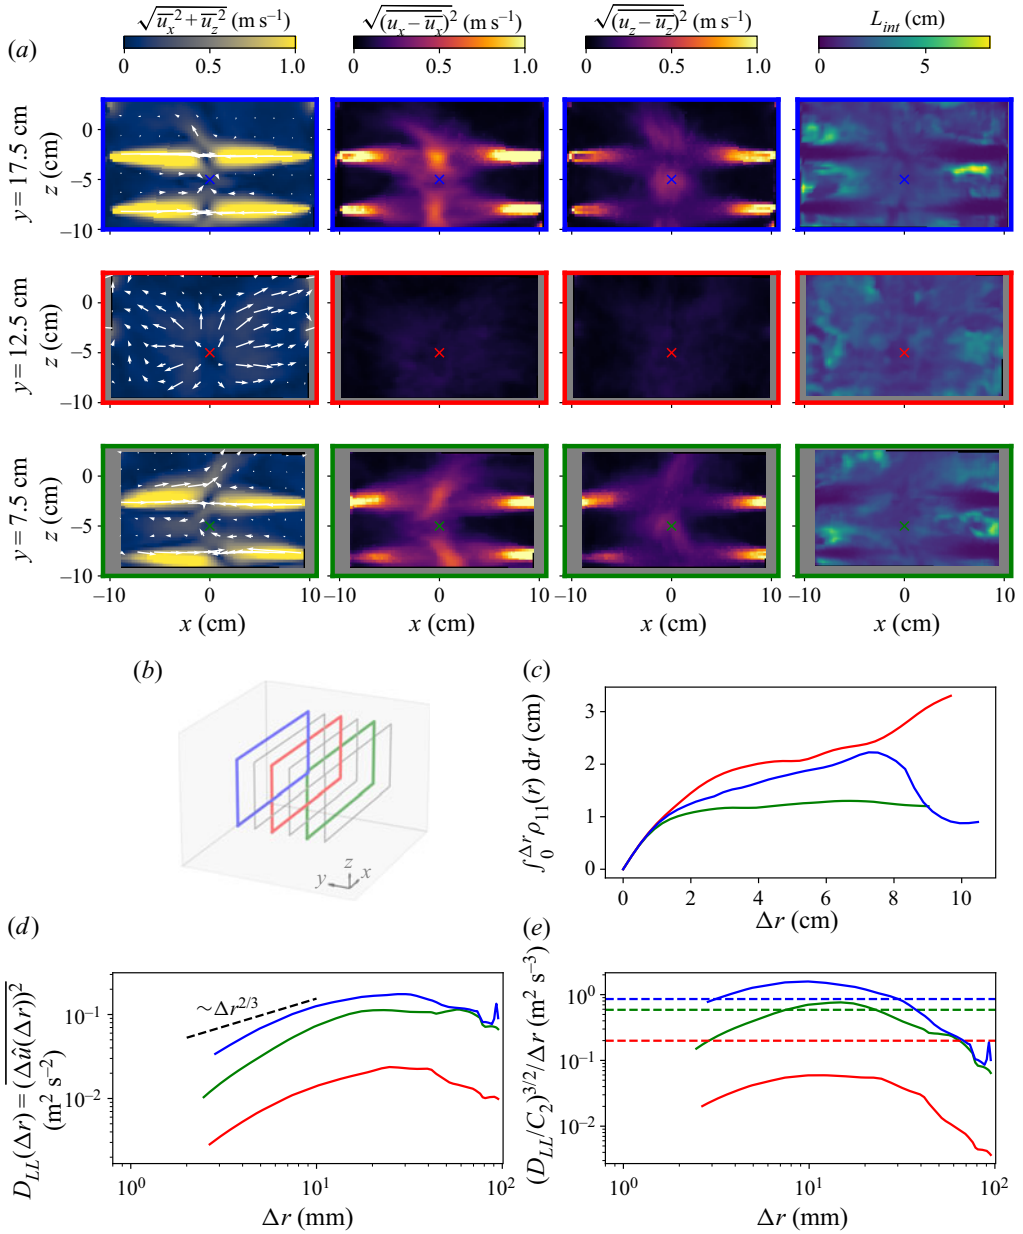 (a)
√(u̅ₓ² + u̅_z²) (m s⁻¹)
√(uₓ − u̅ₓ)² (m s⁻¹)
√(u_z − u̅_z)² (m s⁻¹)
L_int (cm)
0 0.5 1.0
0 0.5 1.0
0 0.5 1.0
0 5
y = 17.5 cm
z (cm)
0
−5
−10
y = 12.5 cm
z (cm)
0
−5
−10
y = 7.5 cm
z (cm)
0
−5
−10
−10 0 10
−10 0 10
−10 0 10
−10 0 10
x (cm)
x (cm)
x (cm)
x (cm)
(b)
z
y
x
(c)
∫₀^Δr ρ₁₁(r) dr (cm)
3
2
1
0
0 2 4 6 8 10
Δr (cm)
(d)
D_LL(Δr) = (Δû(Δr))²
(m² s⁻²)
10⁻¹
10⁻²
~Δr^2/3
10⁰ 10¹ 10²
Δr (mm)
(e)
(D_LL/C₂)^3/2/Δr (m² s⁻³)
10⁰
10⁻¹
10⁻²
10⁰ 10¹ 10²
Δr (mm)